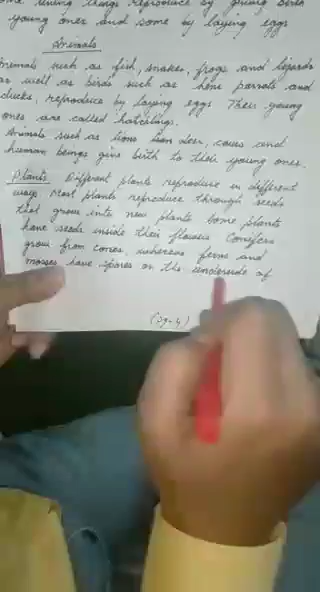 some living things reproduce by giving birth
young ones and some by laying eggs
Animals
Animals such as fish, snakes, frogs and lizards
as well as birds such as hens parrots and
ducks, reproduce by laying eggs Their young
ones are called hatchling.
Animals such as lions deer, cows and
human beings give birth to their young ones.
Plants Different plants reproduce in different
ways Most plants reproduce through seeds
that grow into new plants Some plants
have seeds inside their flowers Conifers
grow from cones, whereas ferns and
mosses have spores on the underside of